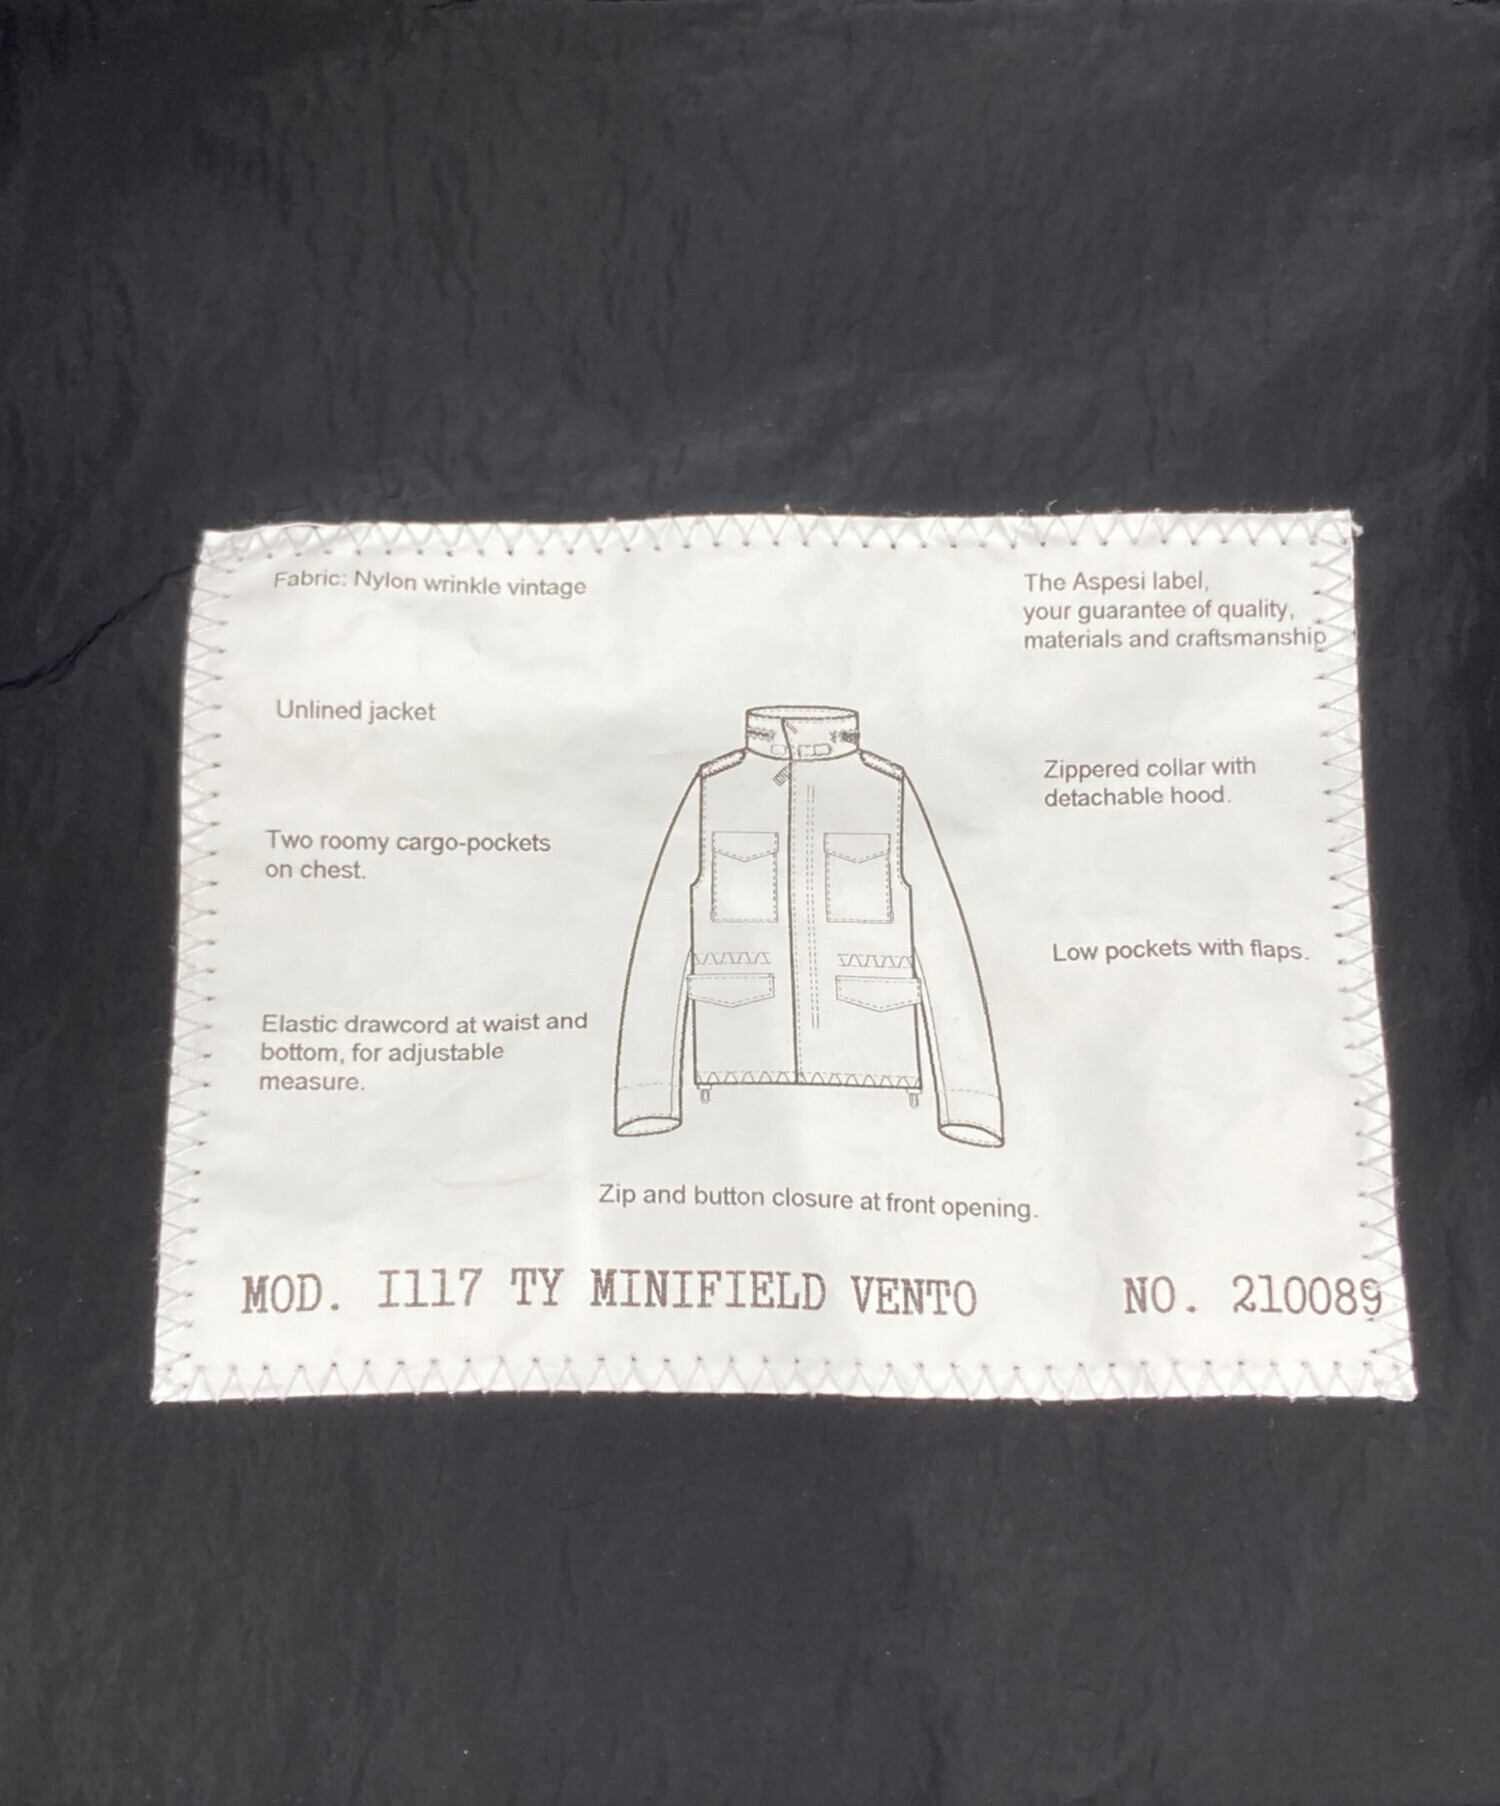 Fabric: Nylon wrinkle vintage
The Aspesi label,
your guarantee of quality,
materials and craftsmanship
Unlined jacket
Zippered collar with
detachable hood.
Two roomy cargo-pockets
on chest.
Low pockets with flaps.
Elastic drawcord at waist and
bottom, for adjustable
measure.
Zip and button closure at front opening.
MOD. I117 TY MINIFIELD VENTO NO. 210089